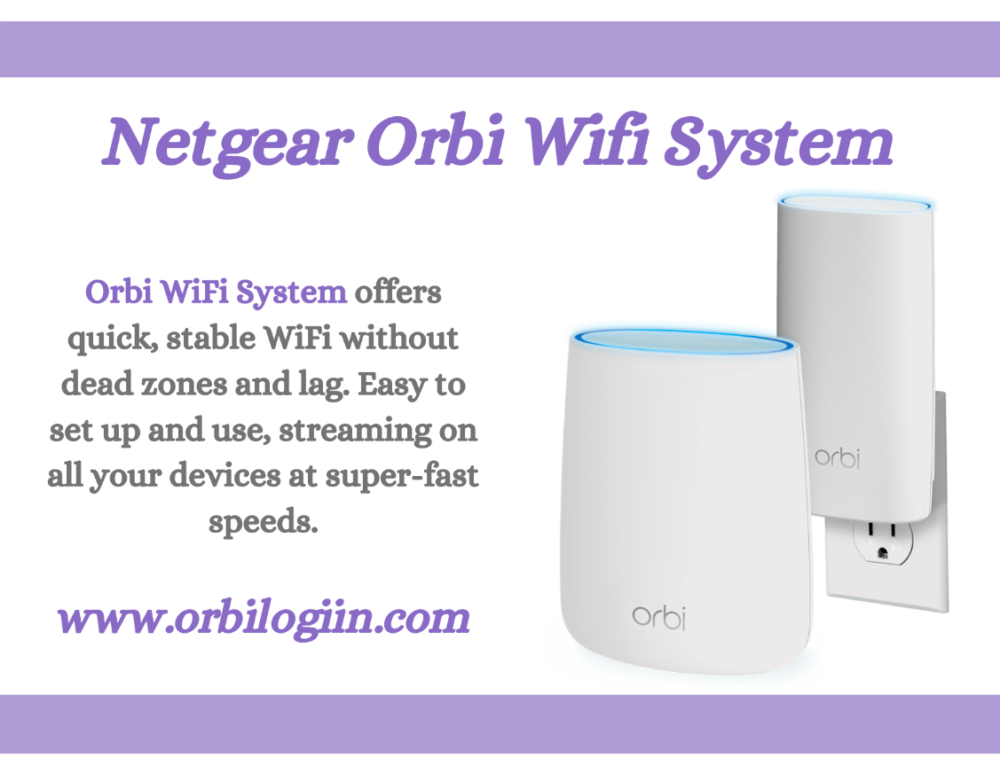 Netgear Orbi Wifi System
Orbi WiFi System offers
quick, stable WiFi without
dead zones and lag. Easy to
set up and use, streaming on
all your devices at super-fast
speeds.
www.orbilogiin.com
orbi
orbi